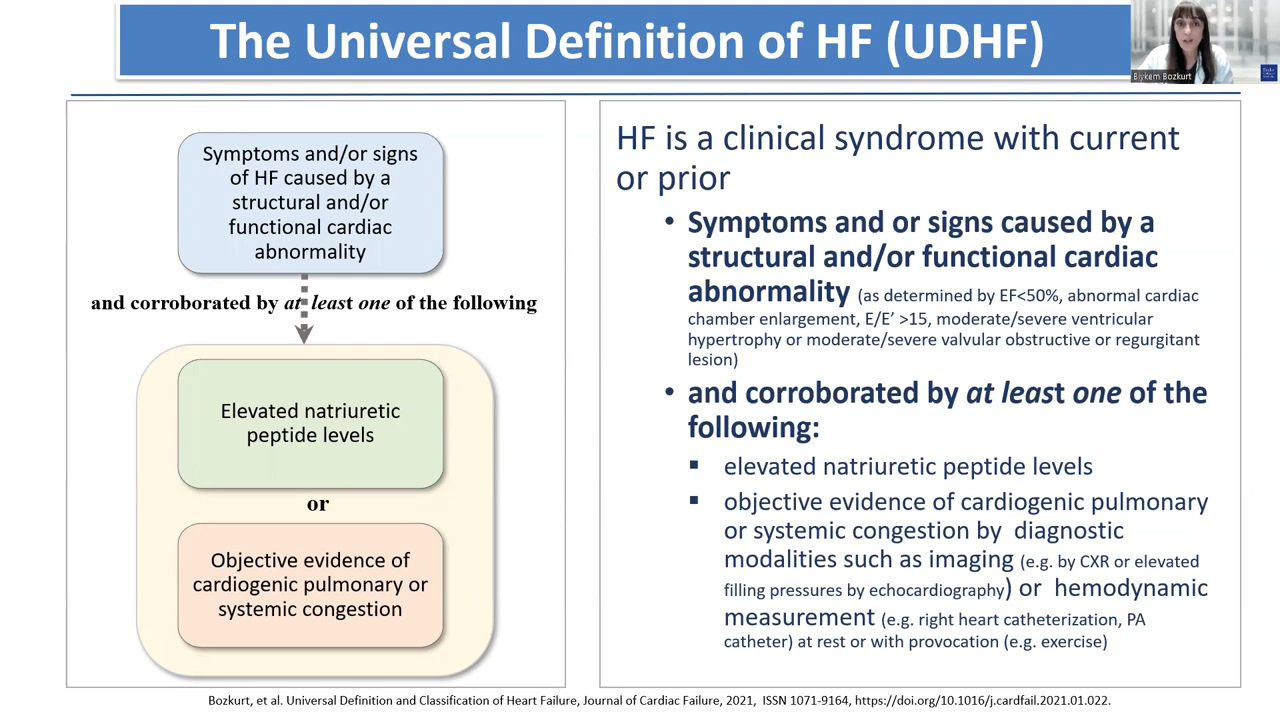 The Universal Definition of HF (UDHF)
Biykem Bozkurt
Symptoms and/or signs
of HF caused by a
structural and/or
functional cardiac
abnormality
and corroborated by at least one of the following
Elevated natriuretic
peptide levels
or
Objective evidence of
cardiogenic pulmonary or
systemic congestion
HF is a clinical syndrome with current
or prior
• Symptoms and or signs caused by a
structural and/or functional cardiac
abnormality (as determined by EF<50%, abnormal cardiac
chamber enlargement, E/E’ >15, moderate/severe ventricular
hypertrophy or moderate/severe valvular obstructive or regurgitant
lesion)
• and corroborated by at least one of the
following:
▪ elevated natriuretic peptide levels
▪ objective evidence of cardiogenic pulmonary
or systemic congestion by diagnostic
modalities such as imaging (e.g. by CXR or elevated
filling pressures by echocardiography) or hemodynamic
measurement (e.g. right heart catheterization, PA
catheter) at rest or with provocation (e.g. exercise)
Bozkurt, et al. Universal Definition and Classification of Heart Failure, Journal of Cardiac Failure, 2021, ISSN 1071-9164, https://doi.org/10.1016/j.cardfail.2021.01.022.